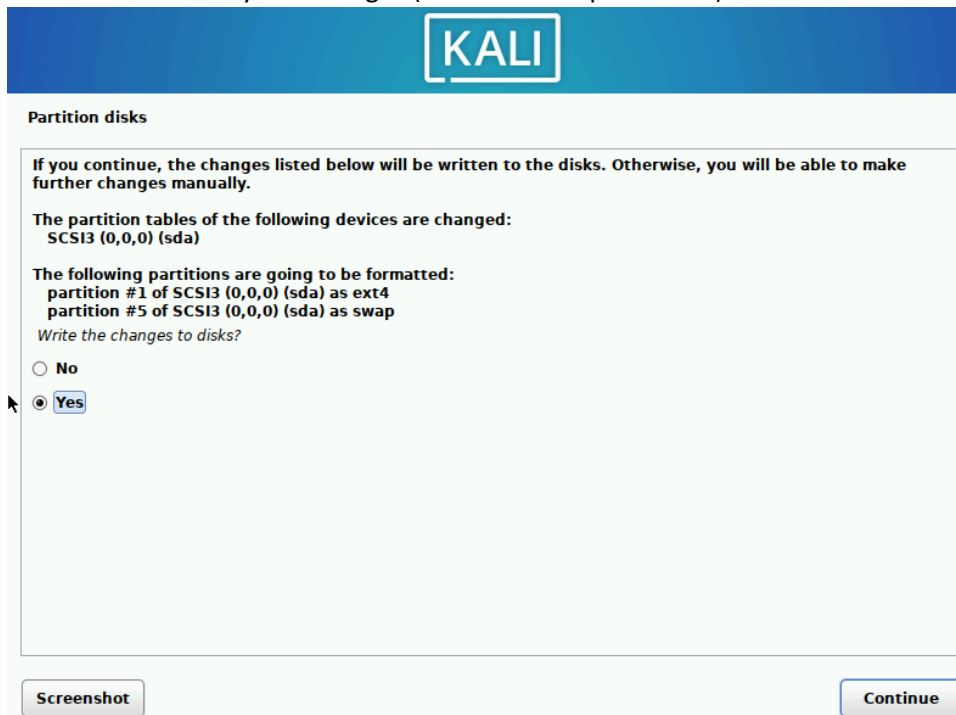 KALI
Partition disks
If you continue, the changes listed below will be written to the disks. Otherwise, you will be able to make
further changes manually.
The partition tables of the following devices are changed:
SCSI3 (0,0,0) (sda)
The following partitions are going to be formatted:
partition #1 of SCSI3 (0,0,0) (sda) as ext4
partition #5 of SCSI3 (0,0,0) (sda) as swap
Write the changes to disks?
No
Yes
Screenshot
Continue